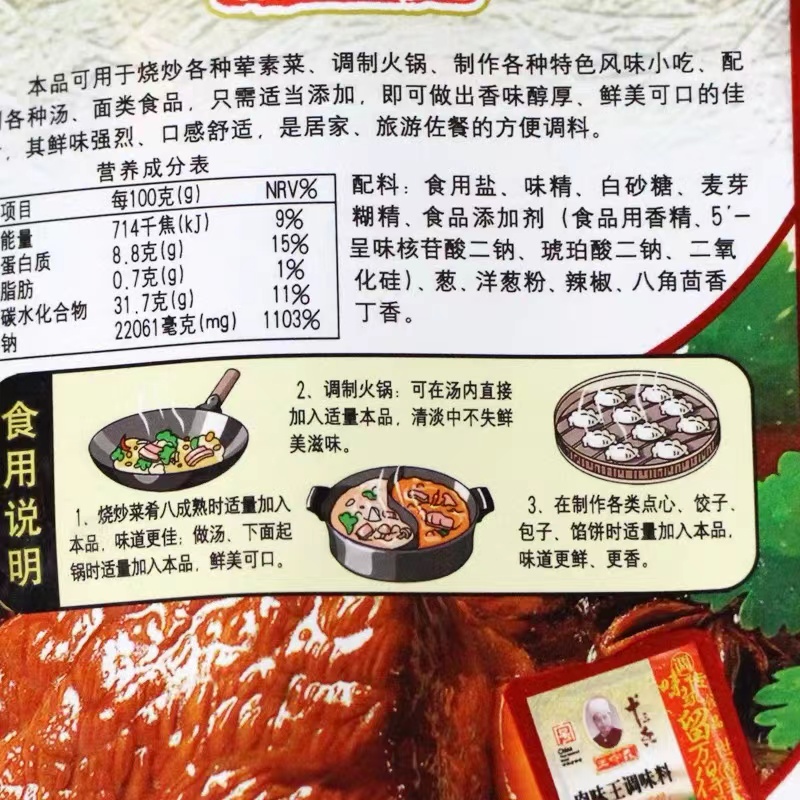 本品可用于烧炒各种荤素菜、调制火锅、制作各种特色风味小吃、配
各种汤、面类食品，只需适当添加，即可做出香味醇厚、鲜美可口的佳
，其鲜味强烈、口感舒适，是居家、旅游佐餐的方便调料。
营养成分表
项目 每100克(g) NRV%
能量 714千焦(kJ) 9%
蛋白质 8.8克(g) 15%
脂肪 0.7克(g) 1%
碳水化合物 31.7克(g) 11%
钠 22061毫克(mg) 1103%
配料：食用盐、味精、白砂糖、麦芽
糊精、食品添加剂（食品用香精、5'-
呈味核苷酸二钠、琥珀酸二钠、二氧
化硅）、葱、洋葱粉、辣椒、八角茴香
丁香。
食用说明
1、烧炒菜肴八成熟时适量加入
本品，味道更佳；做汤、下面起
锅时适量加入本品，鲜美可口。
2、调制火锅：可在汤内直接
加入适量本品，清淡中不失鲜
美滋味。
3、在制作各类点心、饺子、
包子、馅饼时适量加入本品，
味道更鲜、更香。
十三香
王守义
肉味王调味料